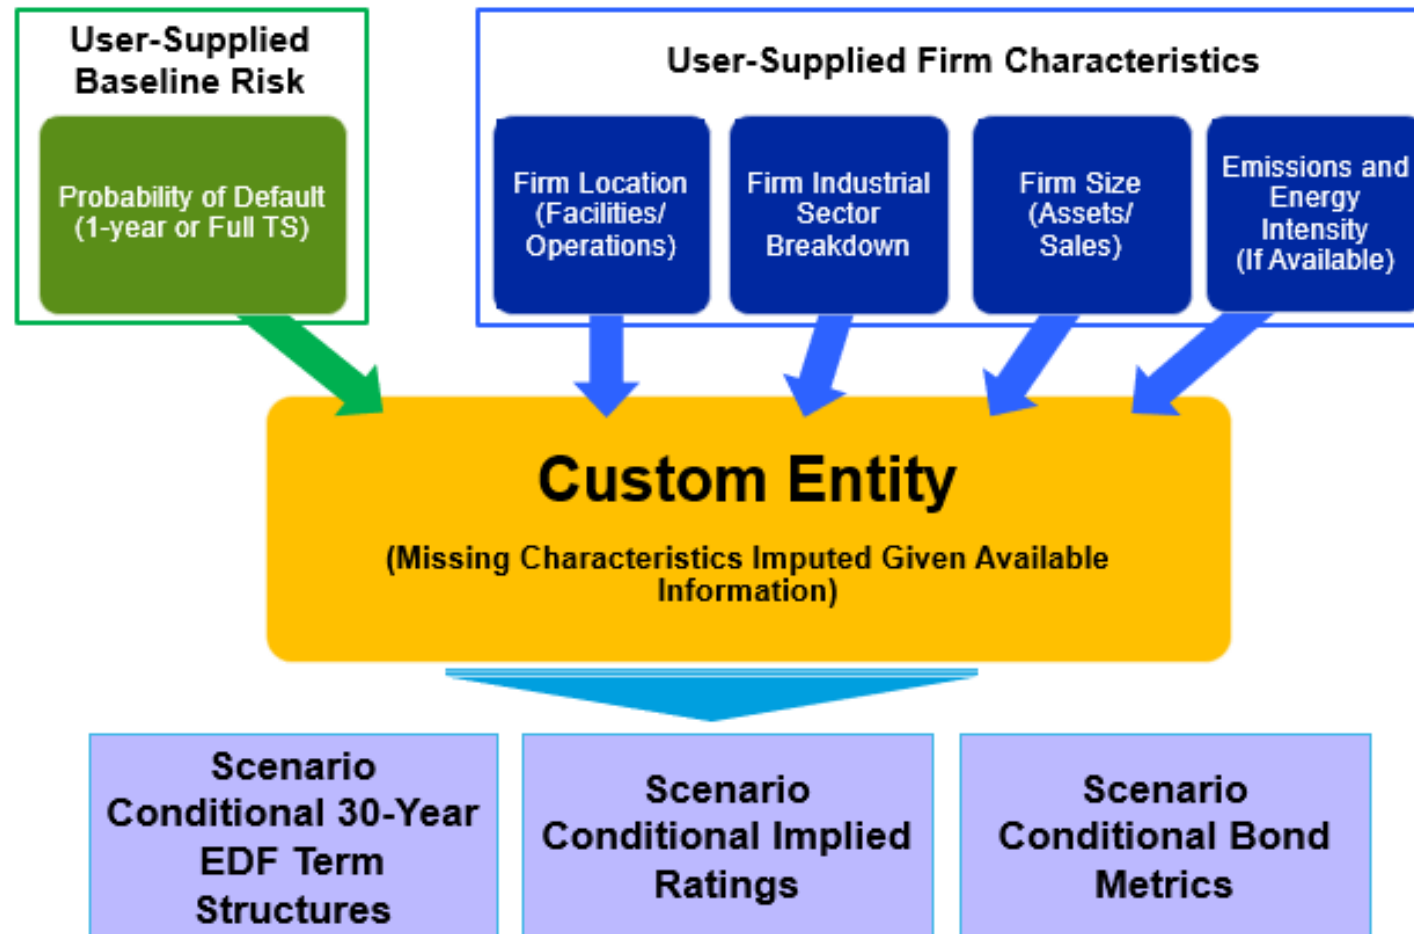 User-Supplied
Baseline Risk
Probability of Default
(1-year or Full TS)
User-Supplied Firm Characteristics
Firm Location
(Facilities/
Operations)
Firm Industrial
Sector
Breakdown
Firm Size
(Assets/
Sales)
Emissions and
Energy
Intensity
(If Available)
Custom Entity
(Missing Characteristics Imputed Given Available
Information)
Scenario
Conditional 30-Year
EDF Term
Structures
Scenario
Conditional Implied
Ratings
Scenario
Conditional Bond
Metrics